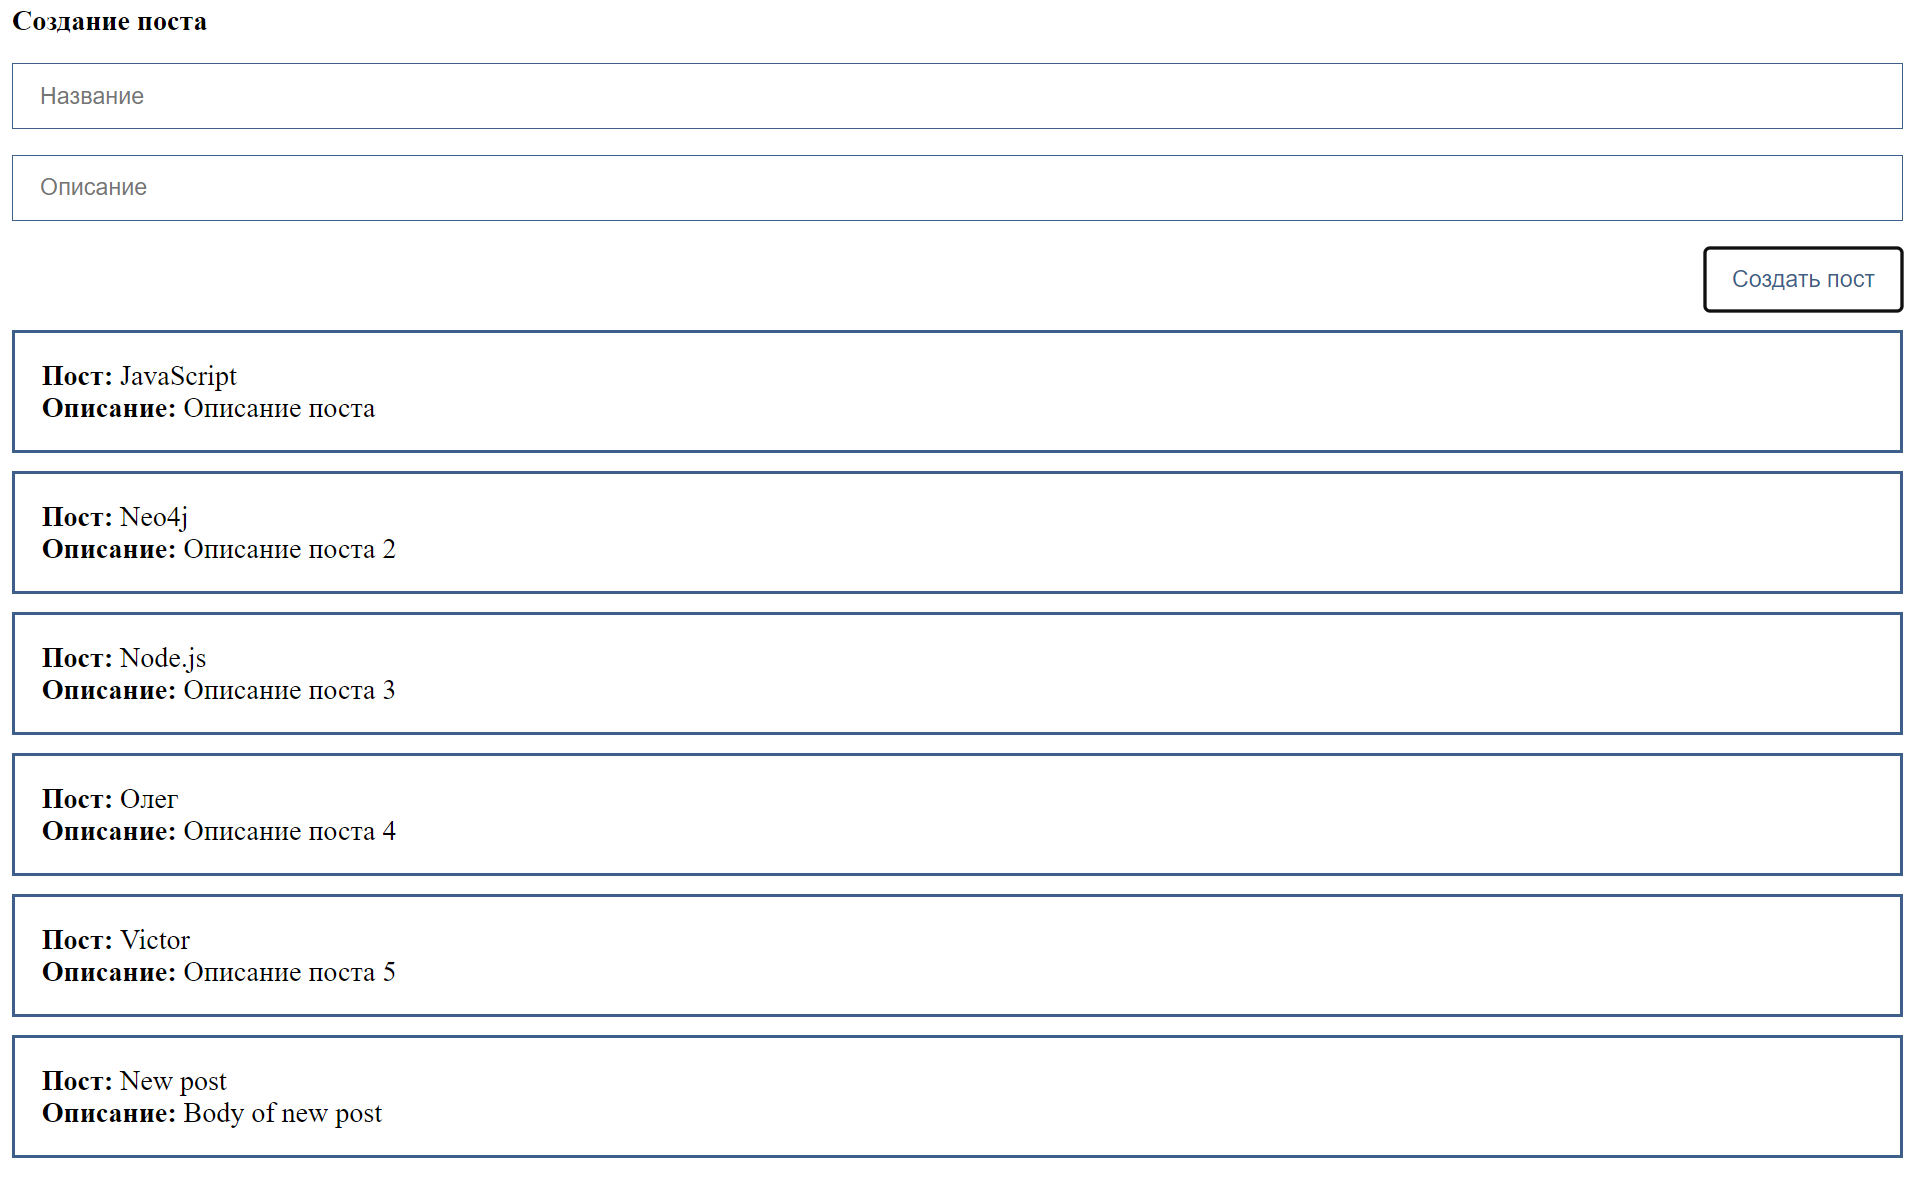 Создание поста
Название
Описание
Создать пост
Пост: JavaScript
Описание: Описание поста
Пост: Neo4j
Описание: Описание поста 2
Пост: Node.js
Описание: Описание поста 3
Пост: Олег
Описание: Описание поста 4
Пост: Victor
Описание: Описание поста 5
Пост: New post
Описание: Body of new post